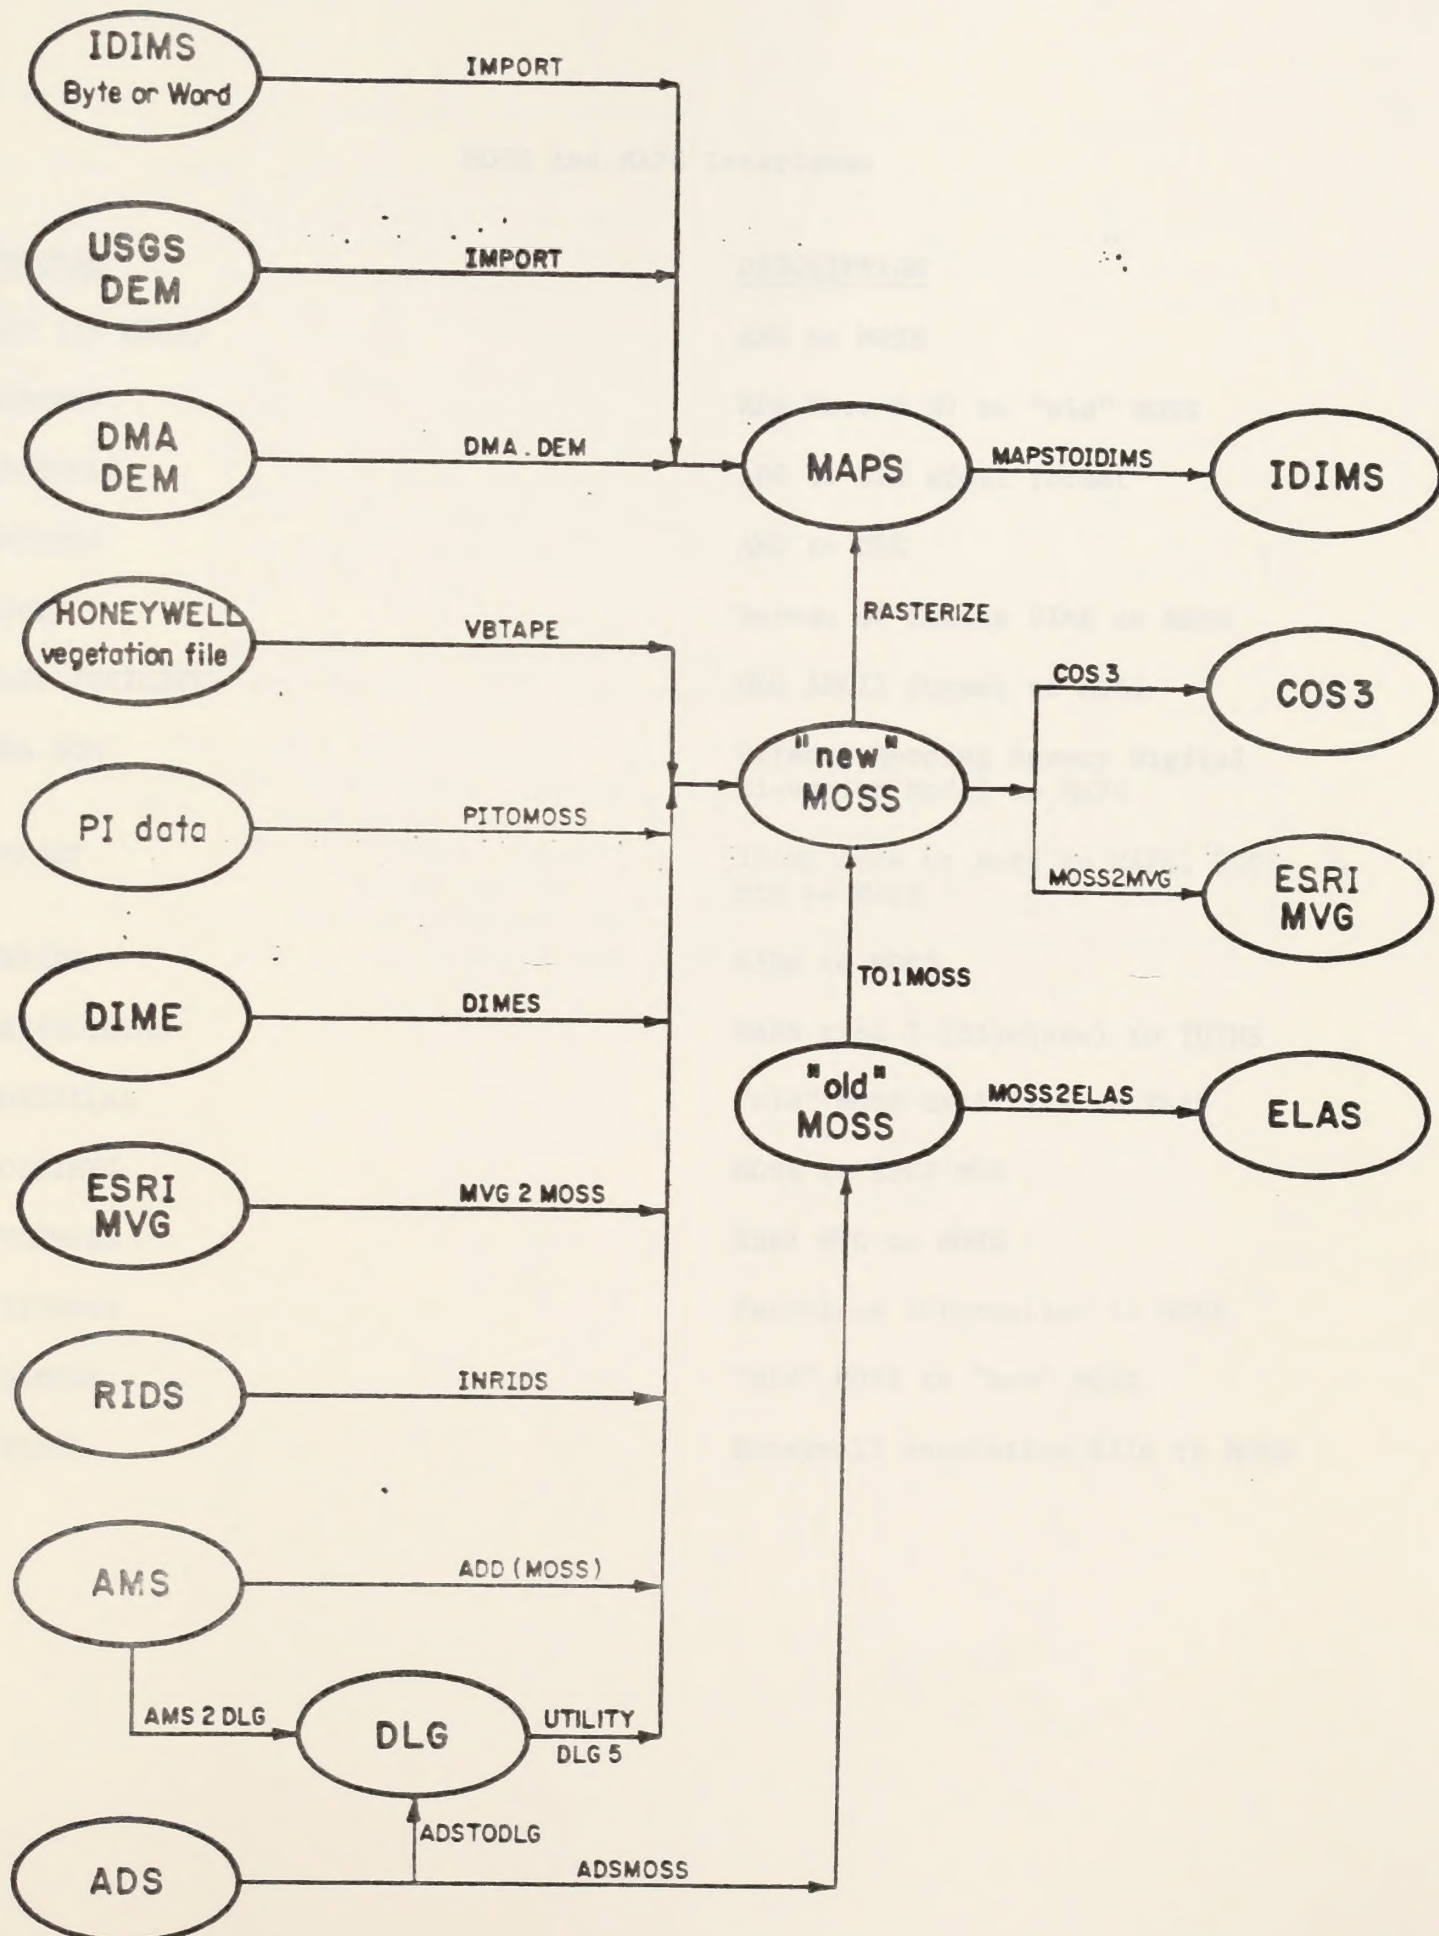 IDIMS
Byte or Word
IMPORT
USGS
DEM
IMPORT
DMA
DEM
DMA.DEM
MAPS
MAPSTOIDIMS
IDIMS
RASTERIZE
HONEYWELL
vegetation file
VBTAPE
COS 3
COS 3
"new"
MOSS
PI data
PITOMOSS
MOSS2MVG
ESRI
MVG
TO1MOSS
DIME
DIMES
"old"
MOSS
MOSS2ELAS
ELAS
ESRI
MVG
MVG 2 MOSS
RIDS
INRIDS
AMS
ADD (MOSS)
AMS 2 DLG
DLG
UTILITY
DLG 5
ADSTODLG
ADS
ADSMOSS